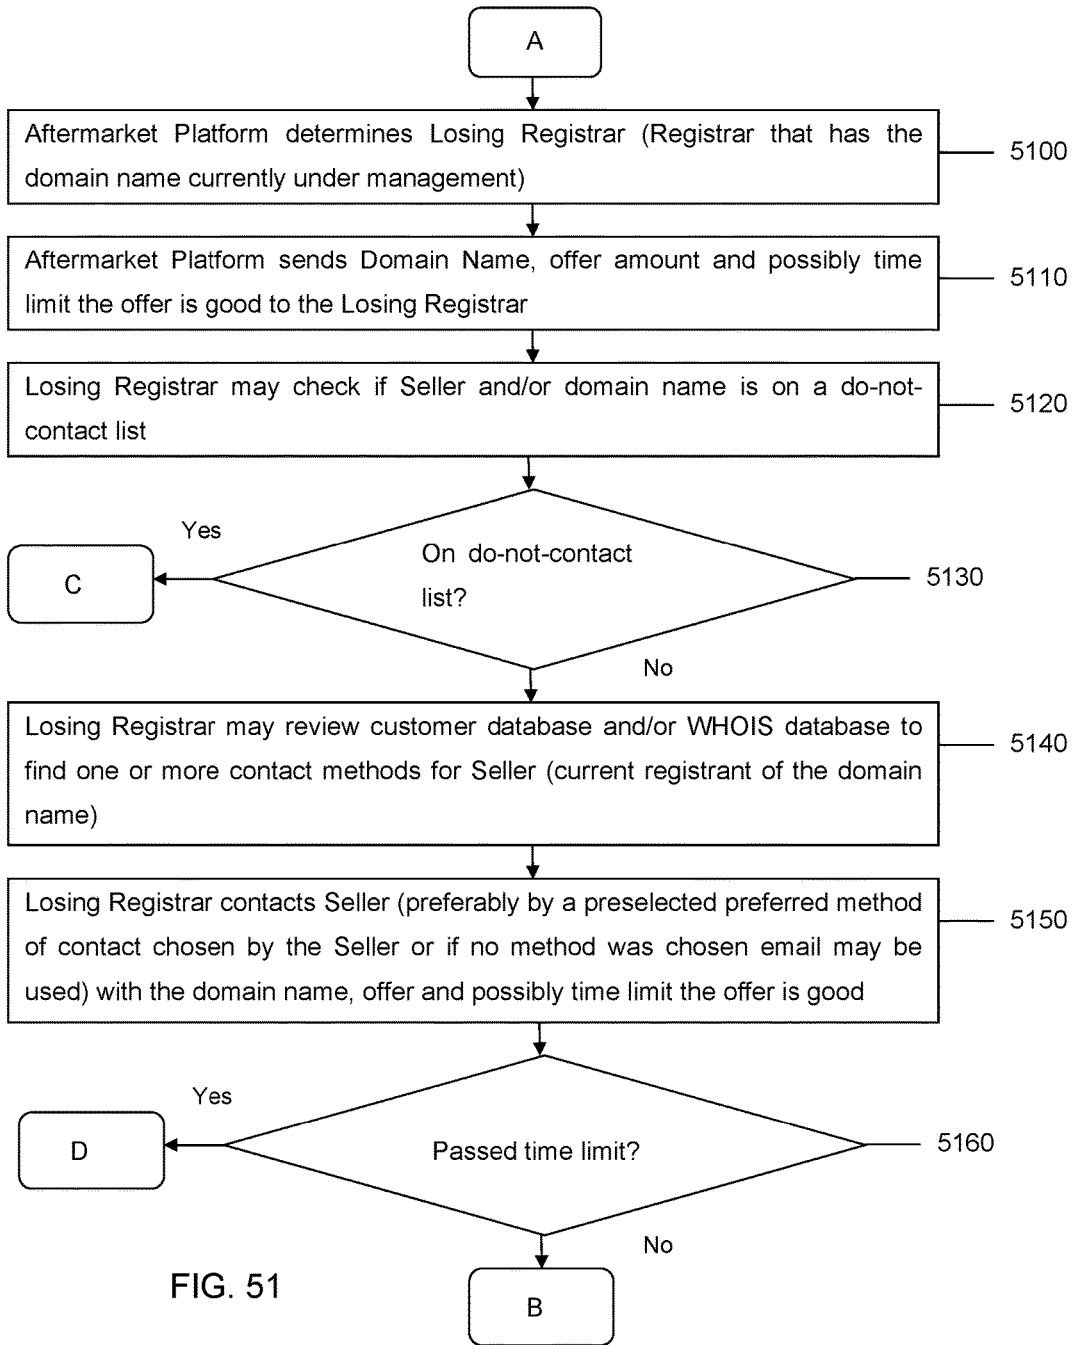 A
Aftermarket Platform determines Losing Registrar (Registrar that has the
domain name currently under management)
5100
Aftermarket Platform sends Domain Name, offer amount and possibly time
limit the offer is good to the Losing Registrar
5110
Losing Registrar may check if Seller and/or domain name is on a do-not-
contact list
5120
Yes
C
On do-not-contact
list?
5130
No
Losing Registrar may review customer database and/or WHOIS database to
find one or more contact methods for Seller (current registrant of the domain
name)
5140
Losing Registrar contacts Seller (preferably by a preselected preferred method
of contact chosen by the Seller or if no method was chosen email may be
used) with the domain name, offer and possibly time limit the offer is good
5150
Yes
D
Passed time limit?
5160
No
B
FIG. 51